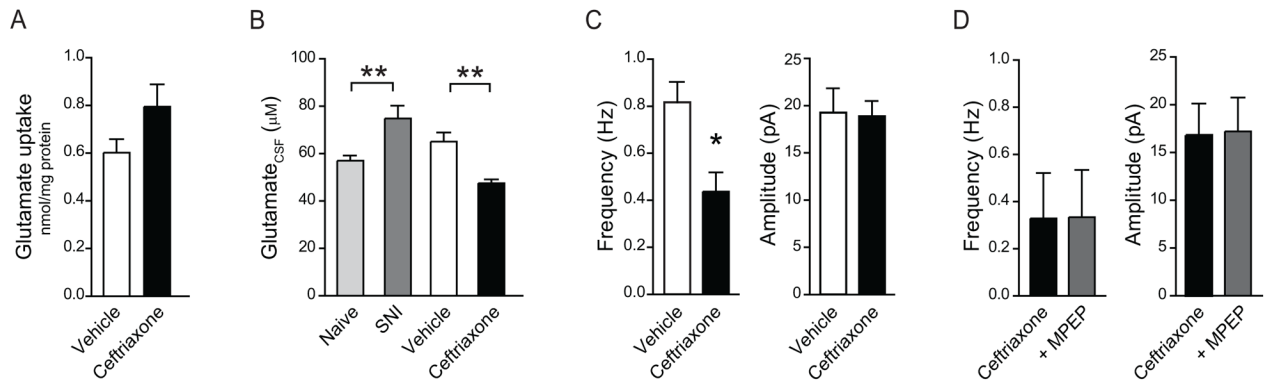 A
Glutamate uptake
nmol/mg protein
1.0
0.8
0.6
0.4
0.2
0.0
Vehicle
Ceftriaxone
B
Glutamate CSF (μM)
100
80
60
40
20
0
**
**
Naive
SNI
Vehicle
Ceftriaxone
C
Frequency (Hz)
1.0
0.8
0.6
0.4
0.2
0.0
*
Vehicle
Ceftriaxone
Amplitude (pA)
25
20
15
10
5
0
Vehicle
Ceftriaxone
D
Frequency (Hz)
1.0
0.8
0.6
0.4
0.2
0.0
Ceftriaxone
+ MPEP
Amplitude (pA)
25
20
15
10
5
0
Ceftriaxone
+ MPEP